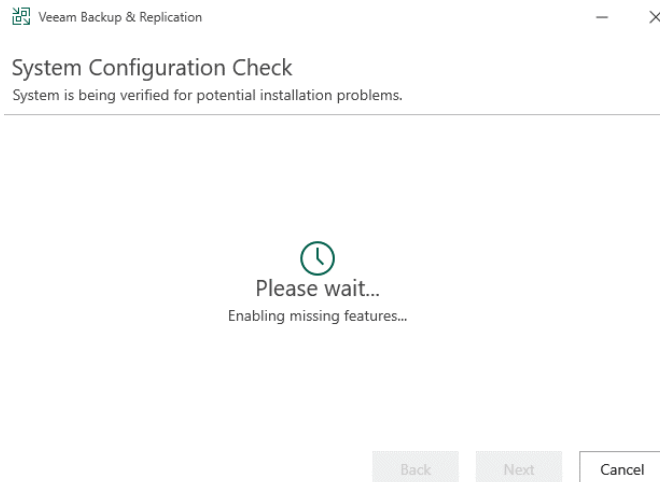 Veeam Backup & Replication
System Configuration Check
System is being verified for potential installation problems.
Please wait...
Enabling missing features...
Back Next Cancel